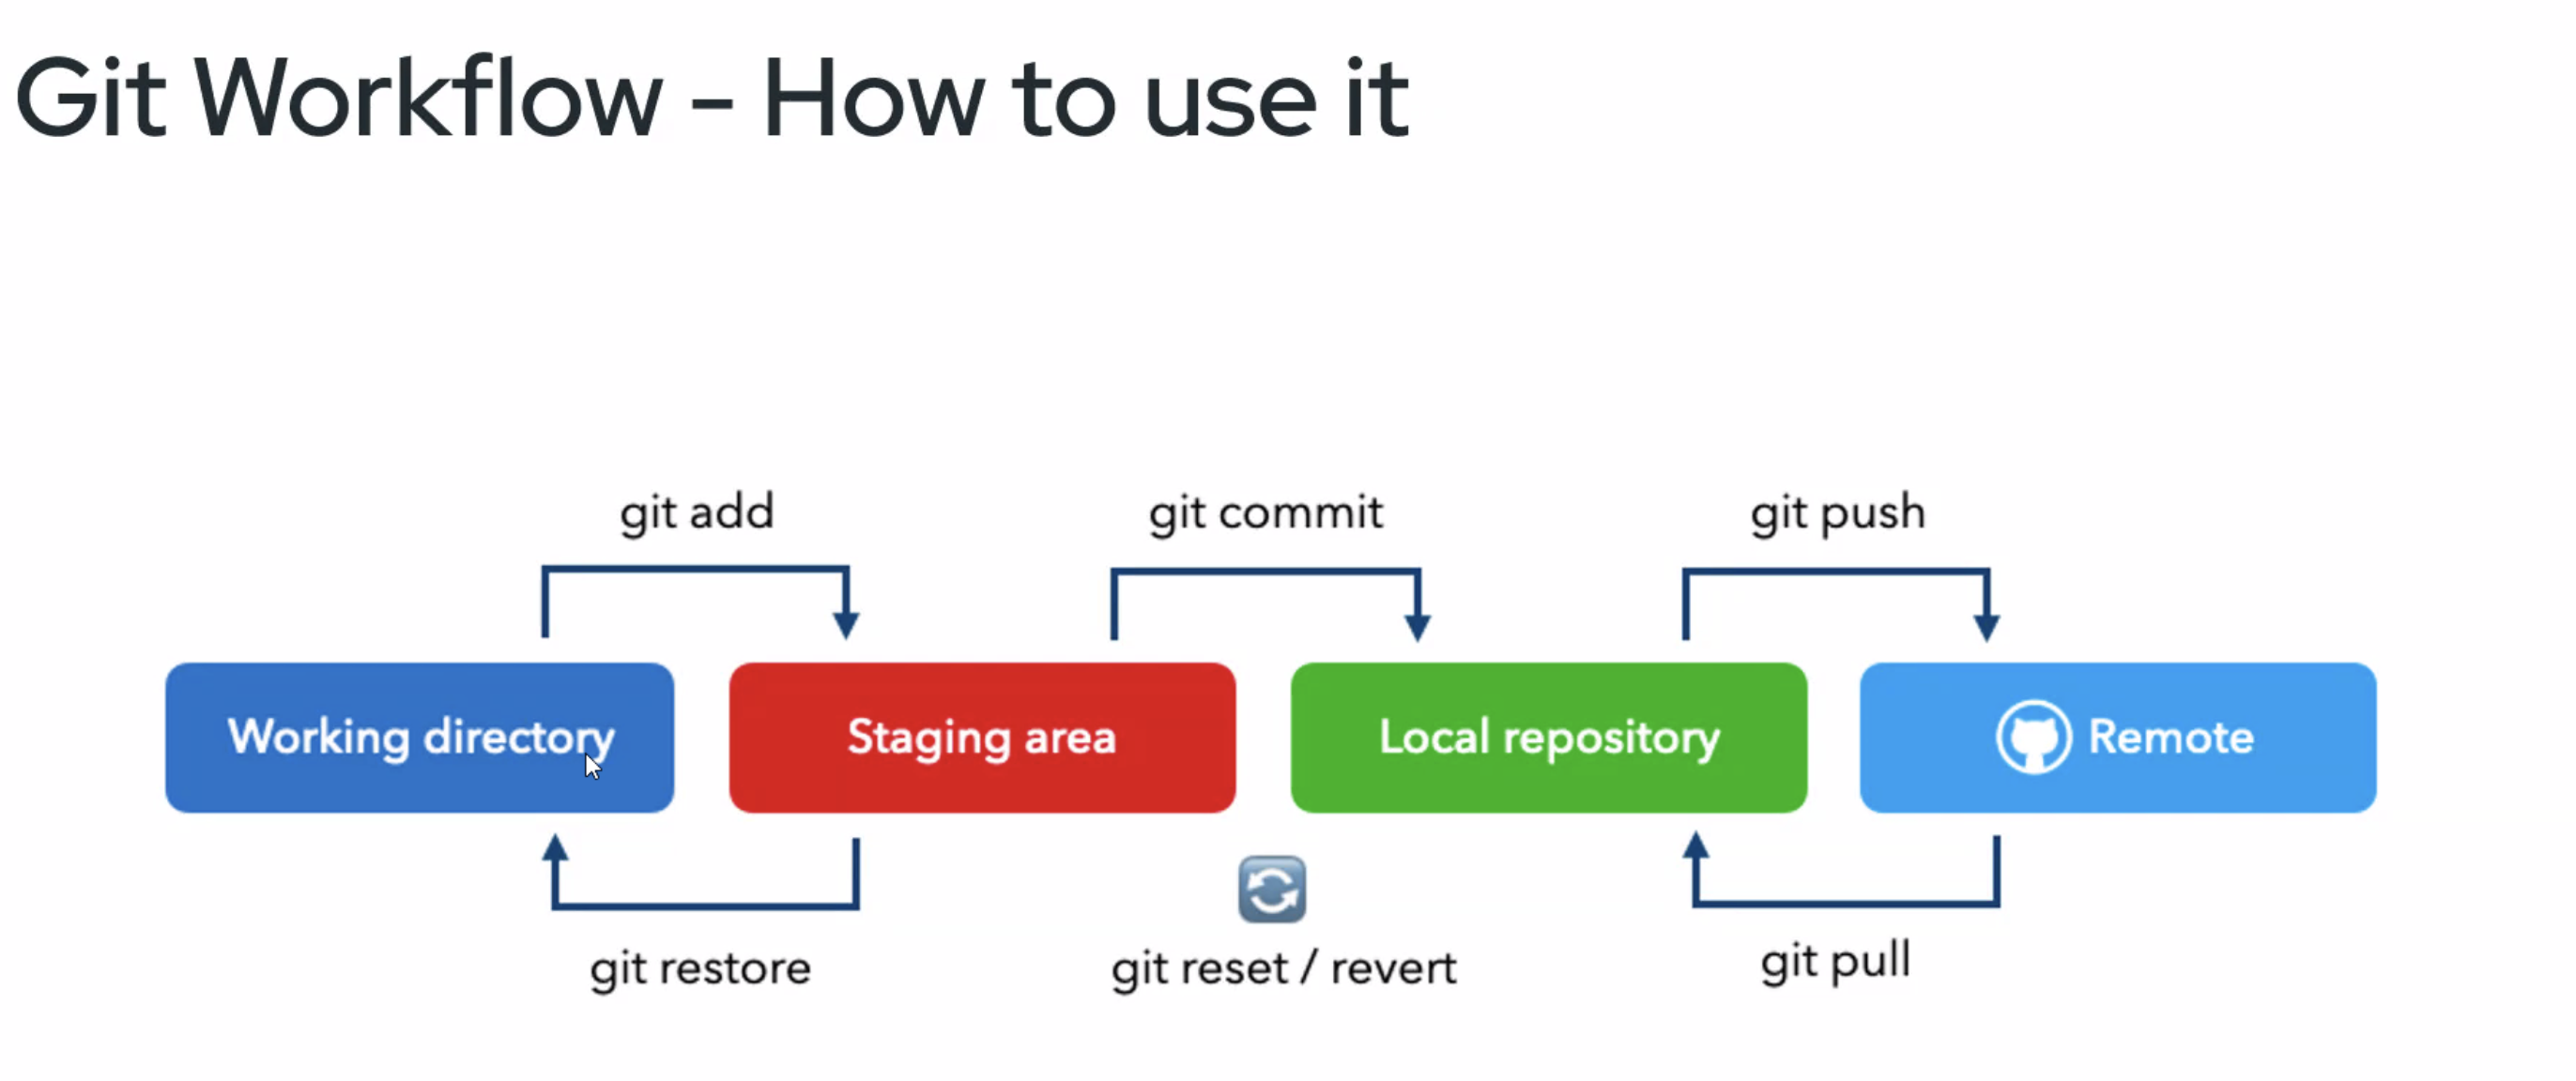 Git Workflow - How to use it
git add
git commit
git push
Working directory
Staging area
Local repository
Remote
git restore
git reset / revert
git pull